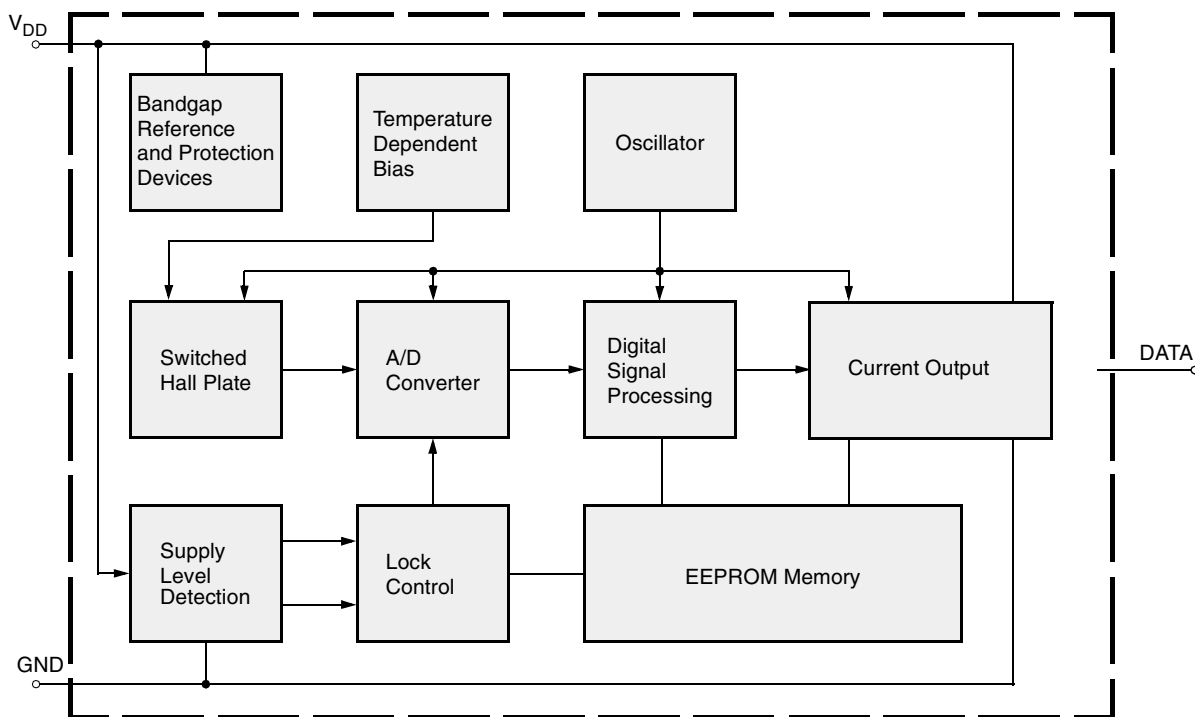 VDD
Bandgap
Reference
and Protection
Devices
Temperature
Dependent
Bias
Oscillator
Switched
Hall Plate
A/D
Converter
Digital
Signal
Processing
Current Output
DATA
Supply
Level
Detection
Lock
Control
EEPROM Memory
GND